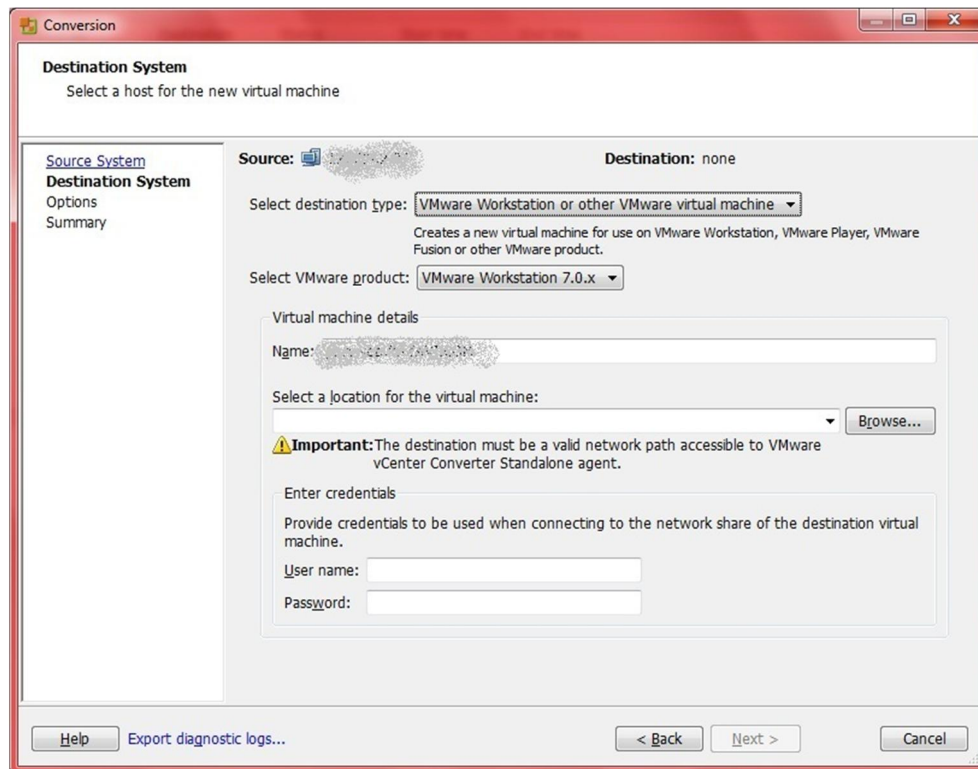 Conversion
Destination System
Select a host for the new virtual machine
Source System
Destination System
Options
Summary
Source:
Destination: none
Select destination type: VMware Workstation or other VMware virtual machine
Creates a new virtual machine for use on VMware Workstation, VMware Player, VMware
Fusion or other VMware product.
Select VMware product: VMware Workstation 7.0.x
Virtual machine details
Name:
Select a location for the virtual machine:
Browse...
Important: The destination must be a valid network path accessible to VMware
vCenter Converter Standalone agent.
Enter credentials
Provide credentials to be used when connecting to the network share of the destination virtual
machine.
User name:
Password:
Help
Export diagnostic logs...
< Back
Next >
Cancel